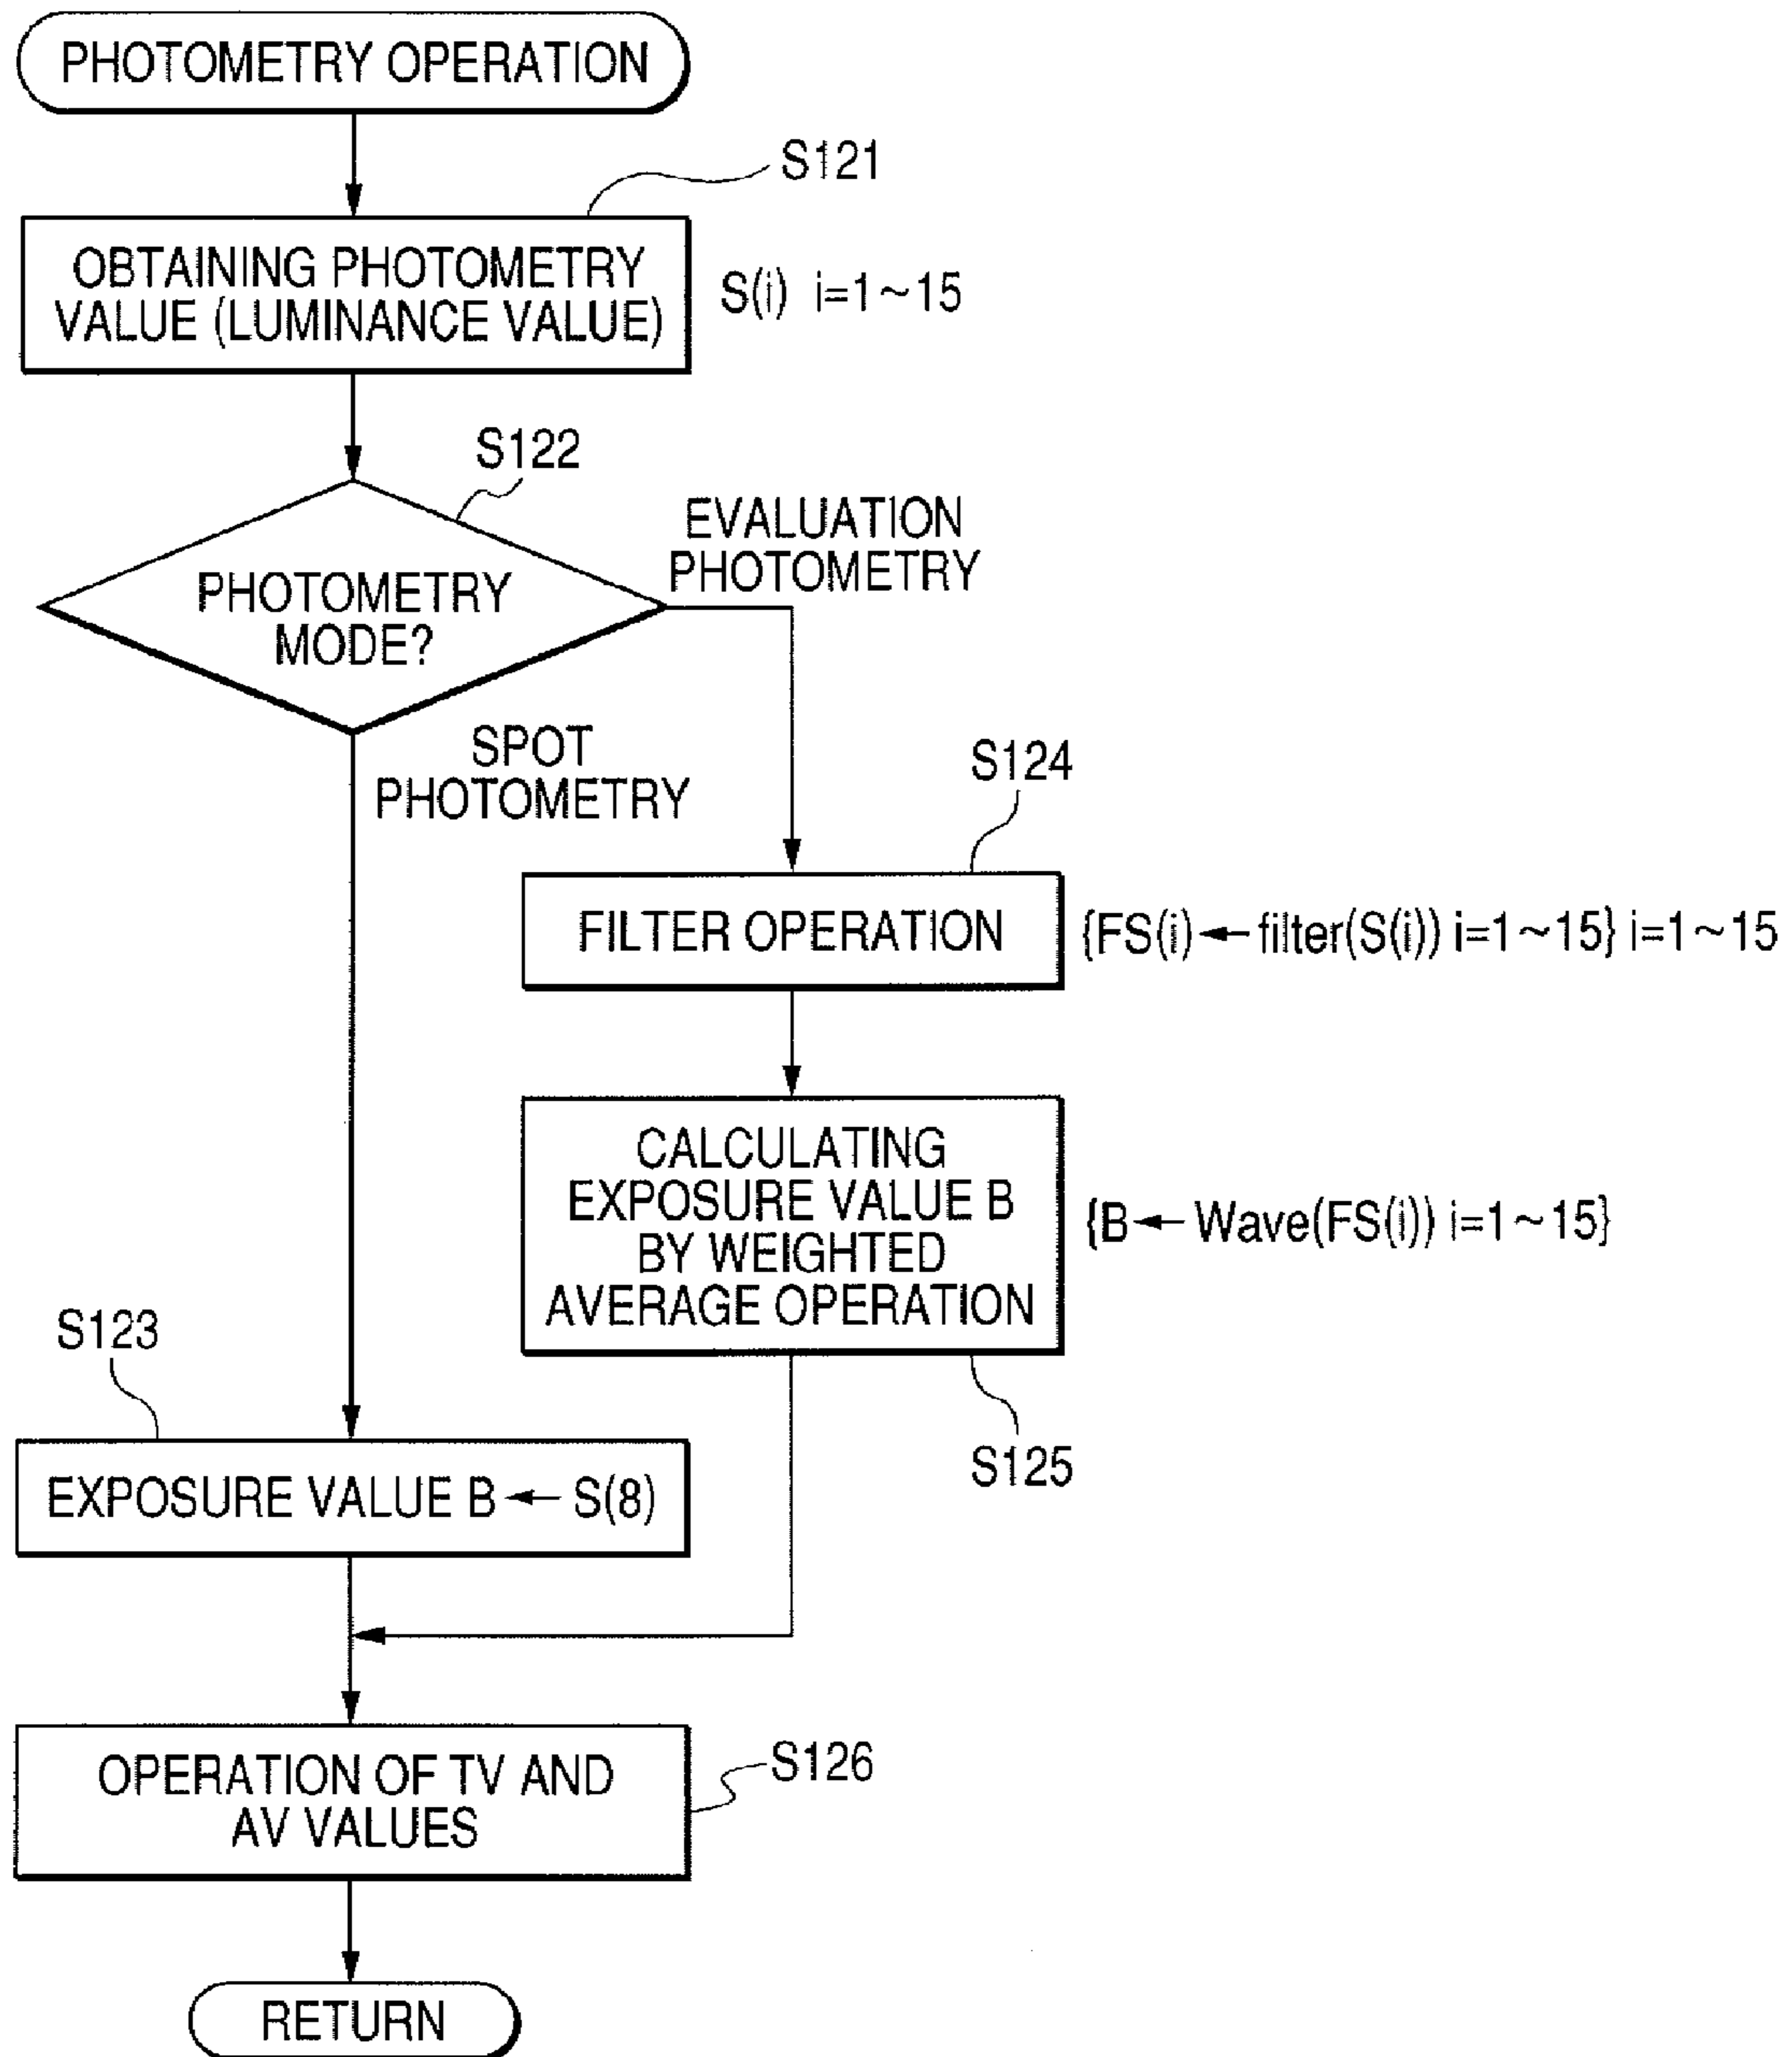 PHOTOMETRY OPERATION
S121
OBTAINING PHOTOMETRY
VALUE (LUMINANCE VALUE)
S(i) i=1~15
S122
PHOTOMETRY
MODE?
EVALUATION
PHOTOMETRY
SPOT
PHOTOMETRY
S124
FILTER OPERATION
{FS(i)←filter(S(i)) i=1~15} i=1~15
CALCULATING
EXPOSURE VALUE B
BY WEIGHTED
AVERAGE OPERATION
{B← Wave(FS(i)) i=1~15}
S125
S123
EXPOSURE VALUE B← S(8)
OPERATION OF TV AND
AV VALUES
S126
RETURN